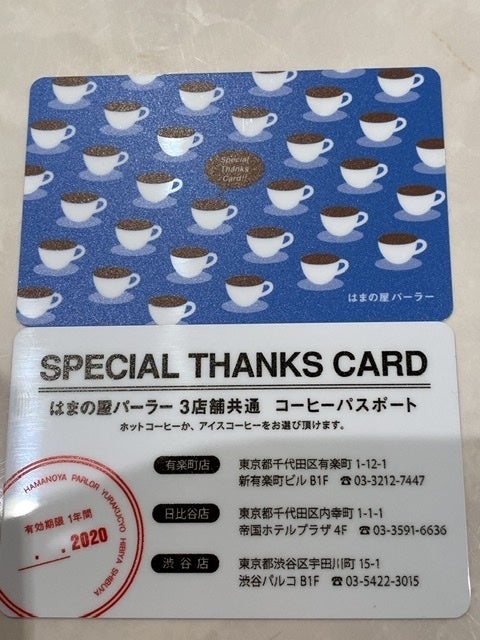 Special
Thanks
Card!!
はまの屋パーラー
SPECIAL THANKS CARD
はまの屋パーラー 3店舗共通 コーヒーパスポート
ホットコーヒーか、アイスコーヒーをお選び頂けます。
有楽町店 東京都千代田区有楽町 1-12-1
新有楽町ビル B1F ☎03-3212-7447
日比谷店 東京都千代田区内幸町 1-1-1
帝国ホテルプラザ 4F ☎03-3591-6636
渋谷店 東京都渋谷区宇田川町 15-1
渋谷パルコ B1F ☎03-5422-3015
HAMANOYA PARLOR YURAKUCYO HIBIYA SHIBUYA
有効期限 1年間
. . 2020